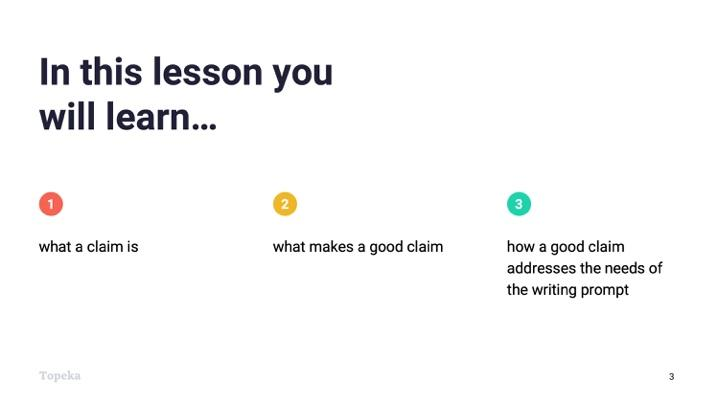 In this lesson you
will learn…
1
what a claim is
2
what makes a good claim
3
how a good claim
addresses the needs of
the writing prompt
Topeka
3